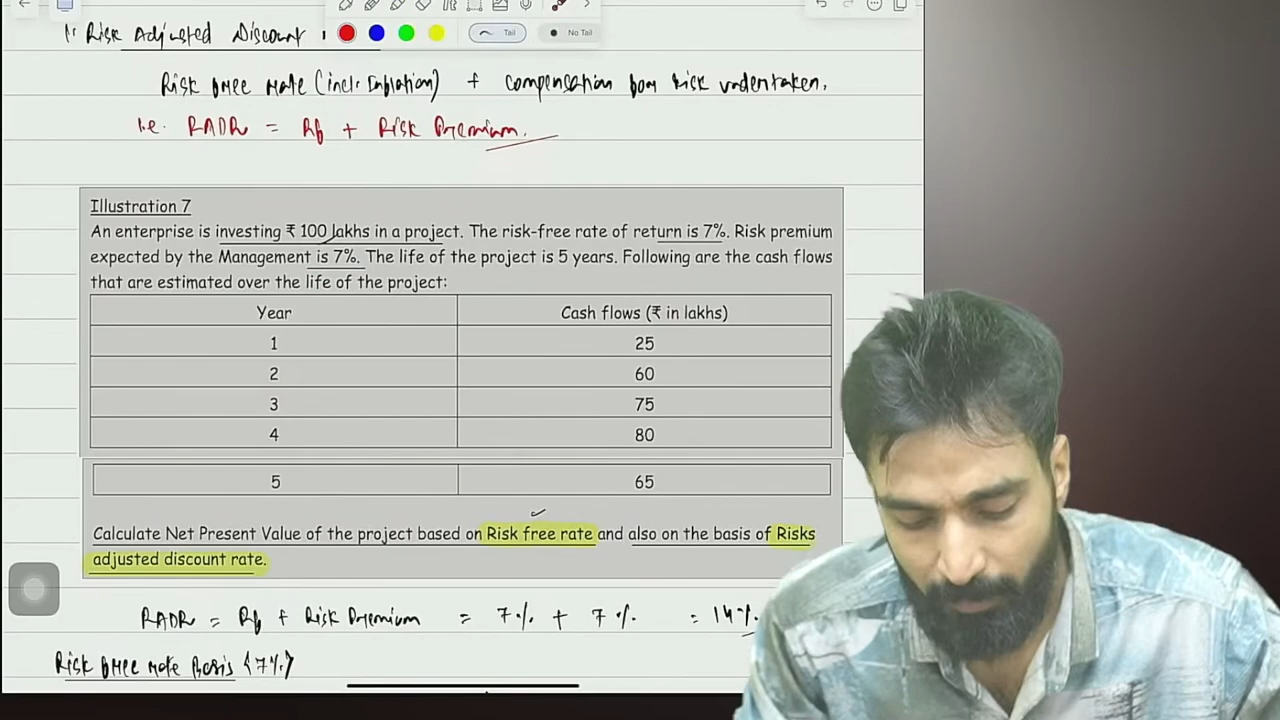 1. Risk Adjusted Discount :
Tail
No Tail
Risk free rate (incl. Inflation) + compensation for risk undertaken.
i.e. RADR = Rf + Risk Premium.
Illustration 7
An enterprise is investing ₹ 100 lakhs in a project. The risk-free rate of return is 7%. Risk premium
expected by the Management is 7%. The life of the project is 5 years. Following are the cash flows
that are estimated over the life of the project:
Year Cash flows (₹ in lakhs)
1 25
2 60
3 75
4 80
5 65
Calculate Net Present Value of the project based on Risk free rate and also on the basis of Risks
adjusted discount rate.
RADR = Rf + Risk Premium = 7% + 7% = 14%.
Risk free rate Basis {7%}